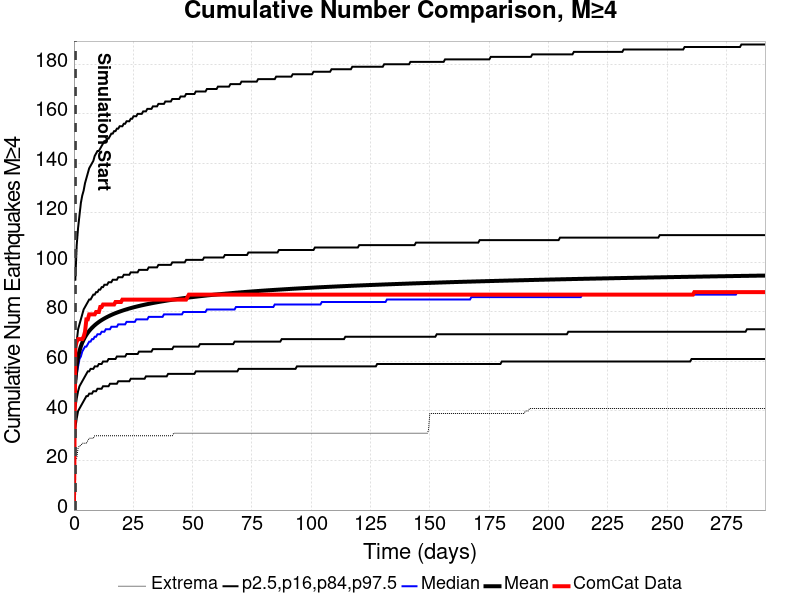 Cumulative Number Comparison, M≥4
Cumulative Num Earthquakes M≥4
180
160
140
120
100
80
60
40
20
0
Simulation Start
0 25 50 75 100 125 150 175 200 225 250 275
Time (days)
Extrema p2.5,p16,p84,p97.5 Median Mean ComCat Data